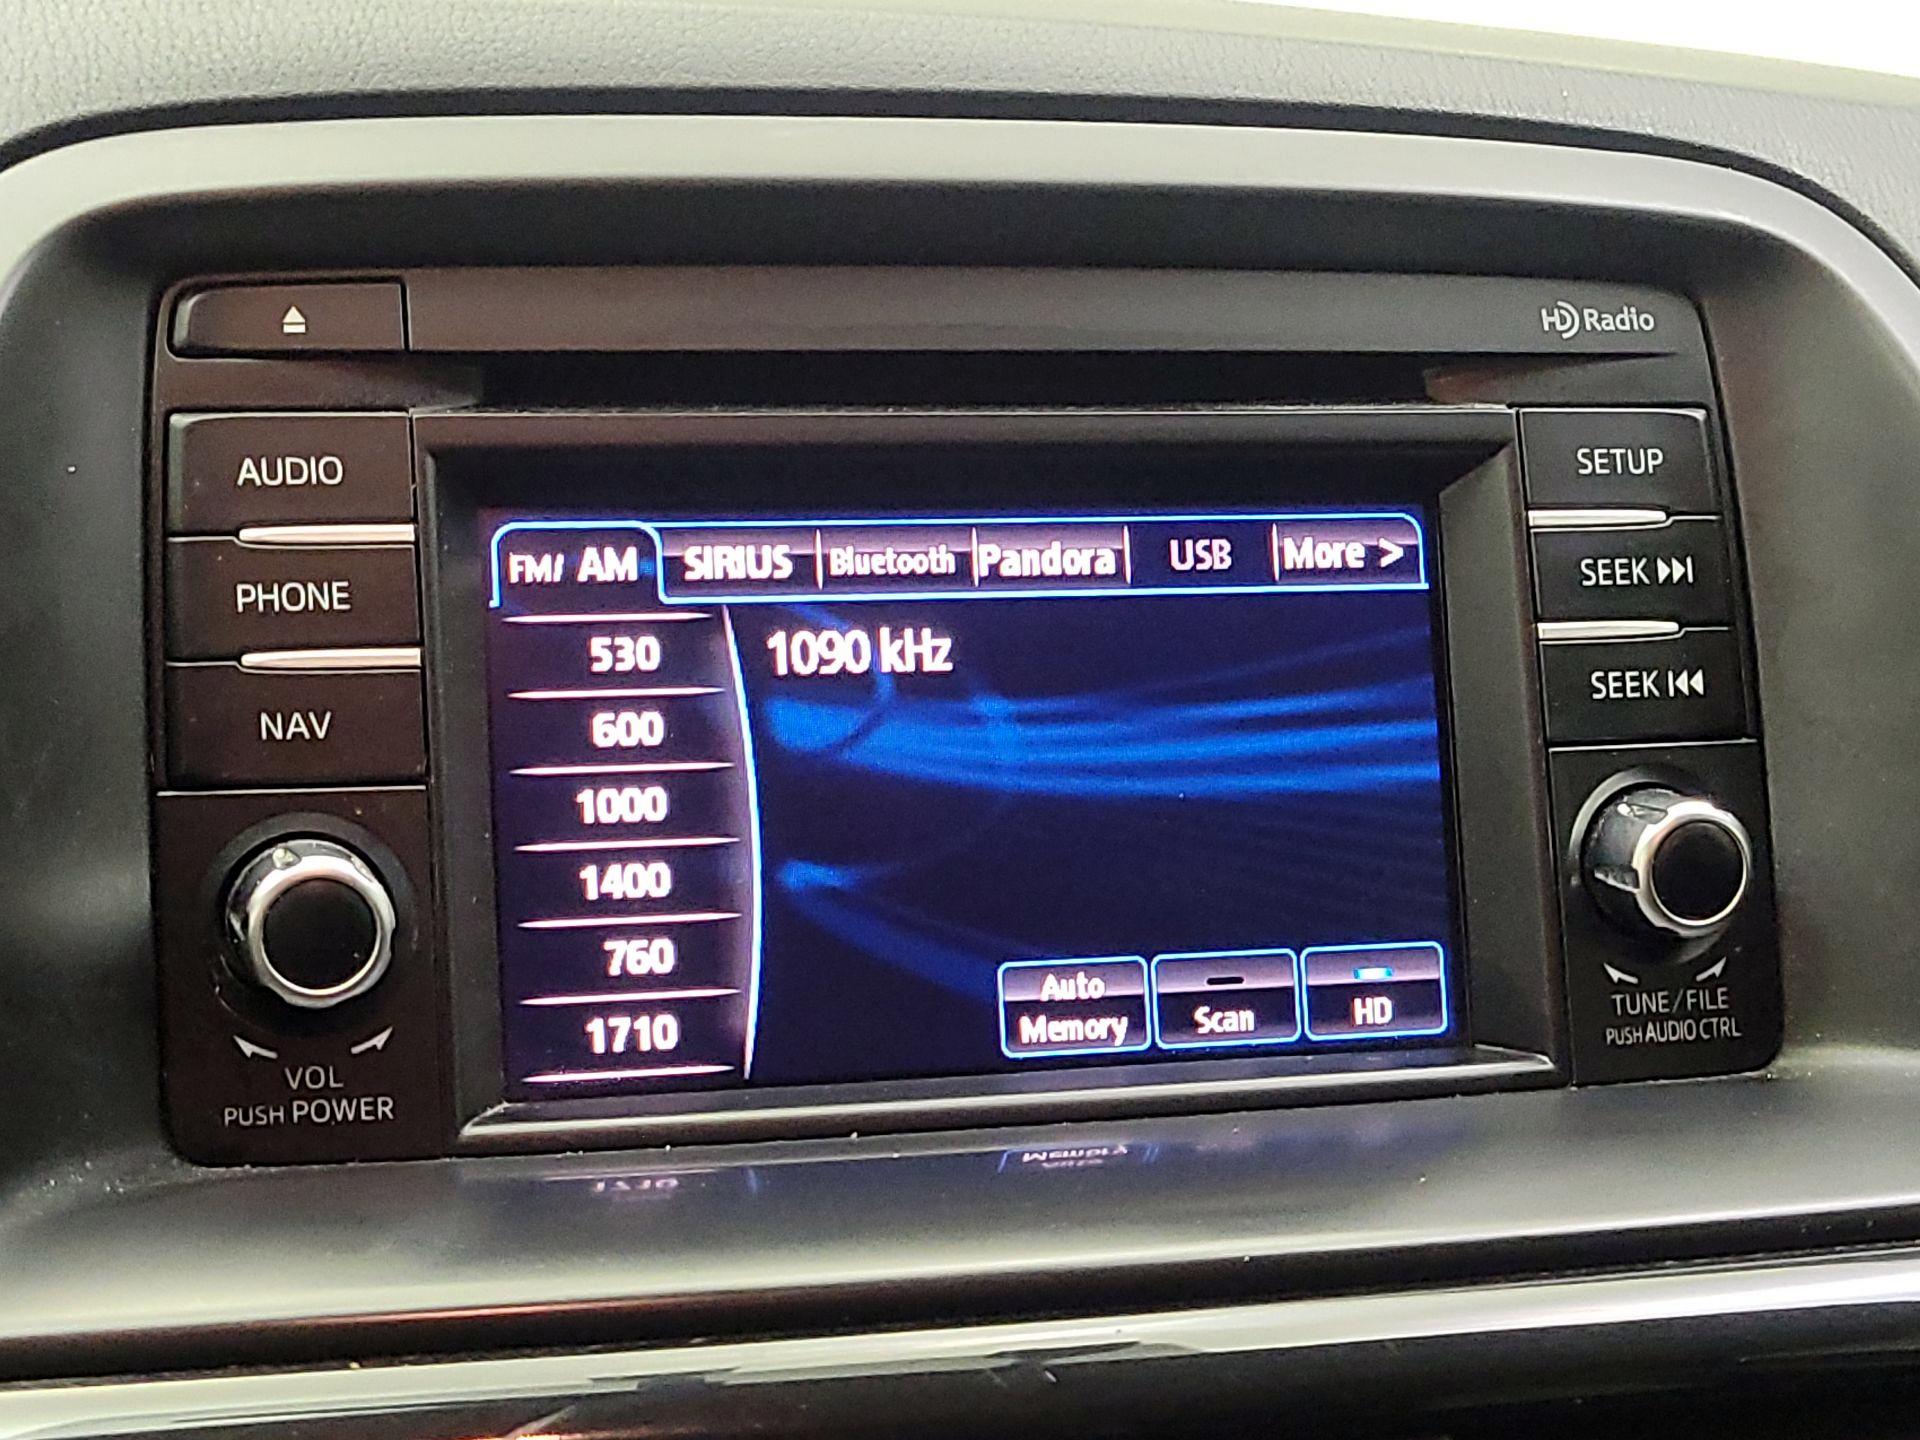 HD Radio
AUDIO
PHONE
NAV
VOL
PUSH POWER
FM/ AM
SIRIUS
Bluetooth
Pandora
USB
More >
530
600
1000
1400
760
1710
1090 kHz
Auto
Memory
Scan
HD
SETUP
SEEK
SEEK
TUNE/FILE
PUSH AUDIO CTRL